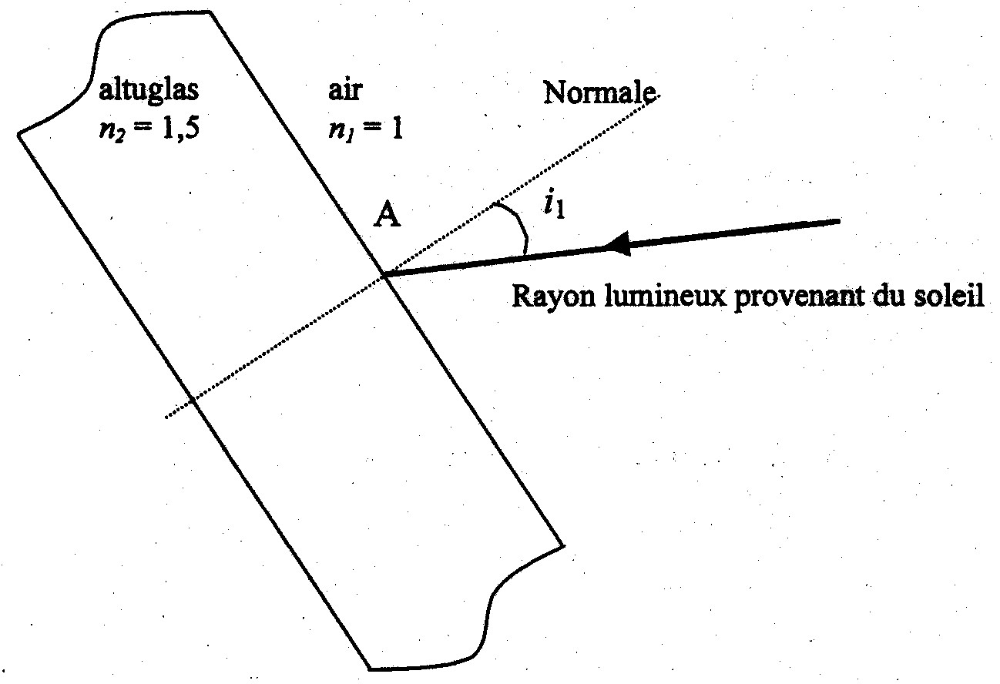 altuglas
n₂ = 1,5
air
n₁ = 1
Normale
A
i₁
Rayon lumineux provenant du soleil